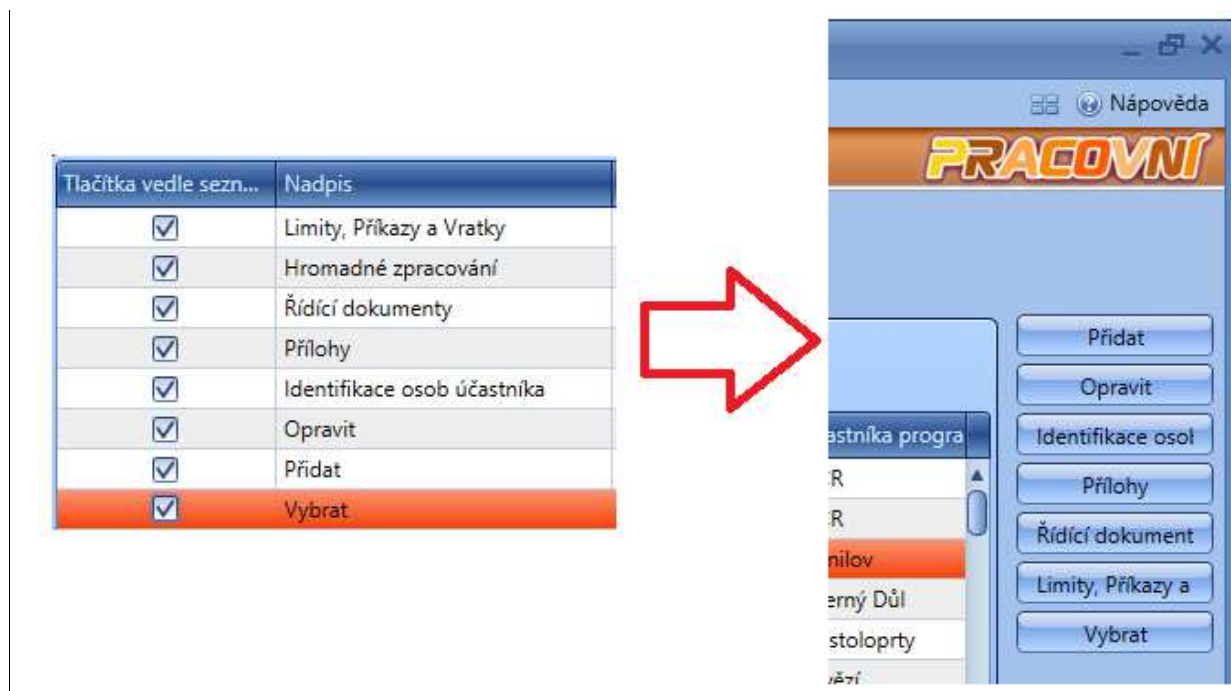 Tlačítka vedle sezn... Nadpis
Limity, Příkazy a Vratky
Hromadné zpracování
Řídící dokumenty
Přílohy
Identifikace osob účastníka
Opravit
Přidat
Vybrat
Nápověda
PRACOVNÍ
astníka progra
R
R
nilov
erný Důl
stoloprty
vězí
Přidat
Opravit
Identifikace osol
Přílohy
Řídící dokument
Limity, Příkazy a
Vybrat